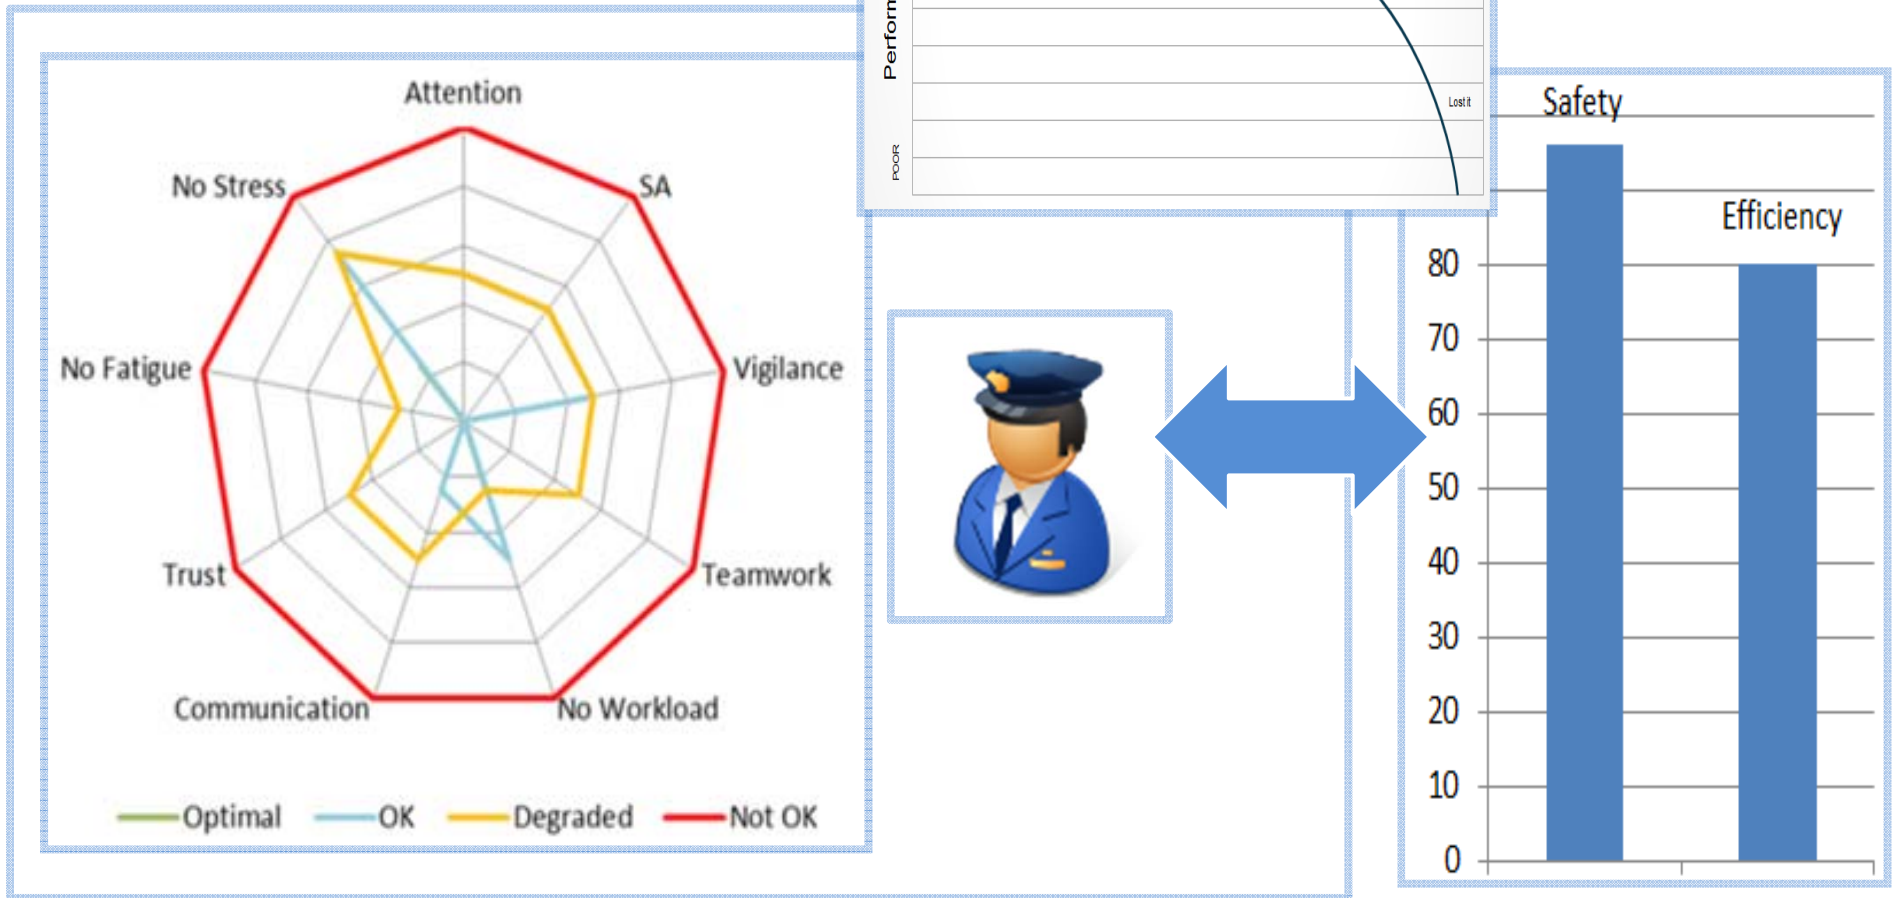 Attention
No Stress
SA
No Fatigue
Vigilance
Trust
Teamwork
Communication
No Workload
Optimal
OK
Degraded
Not OK
Perform
POOR
Lost it
Safety
Efficiency
80
70
60
50
40
30
20
10
0